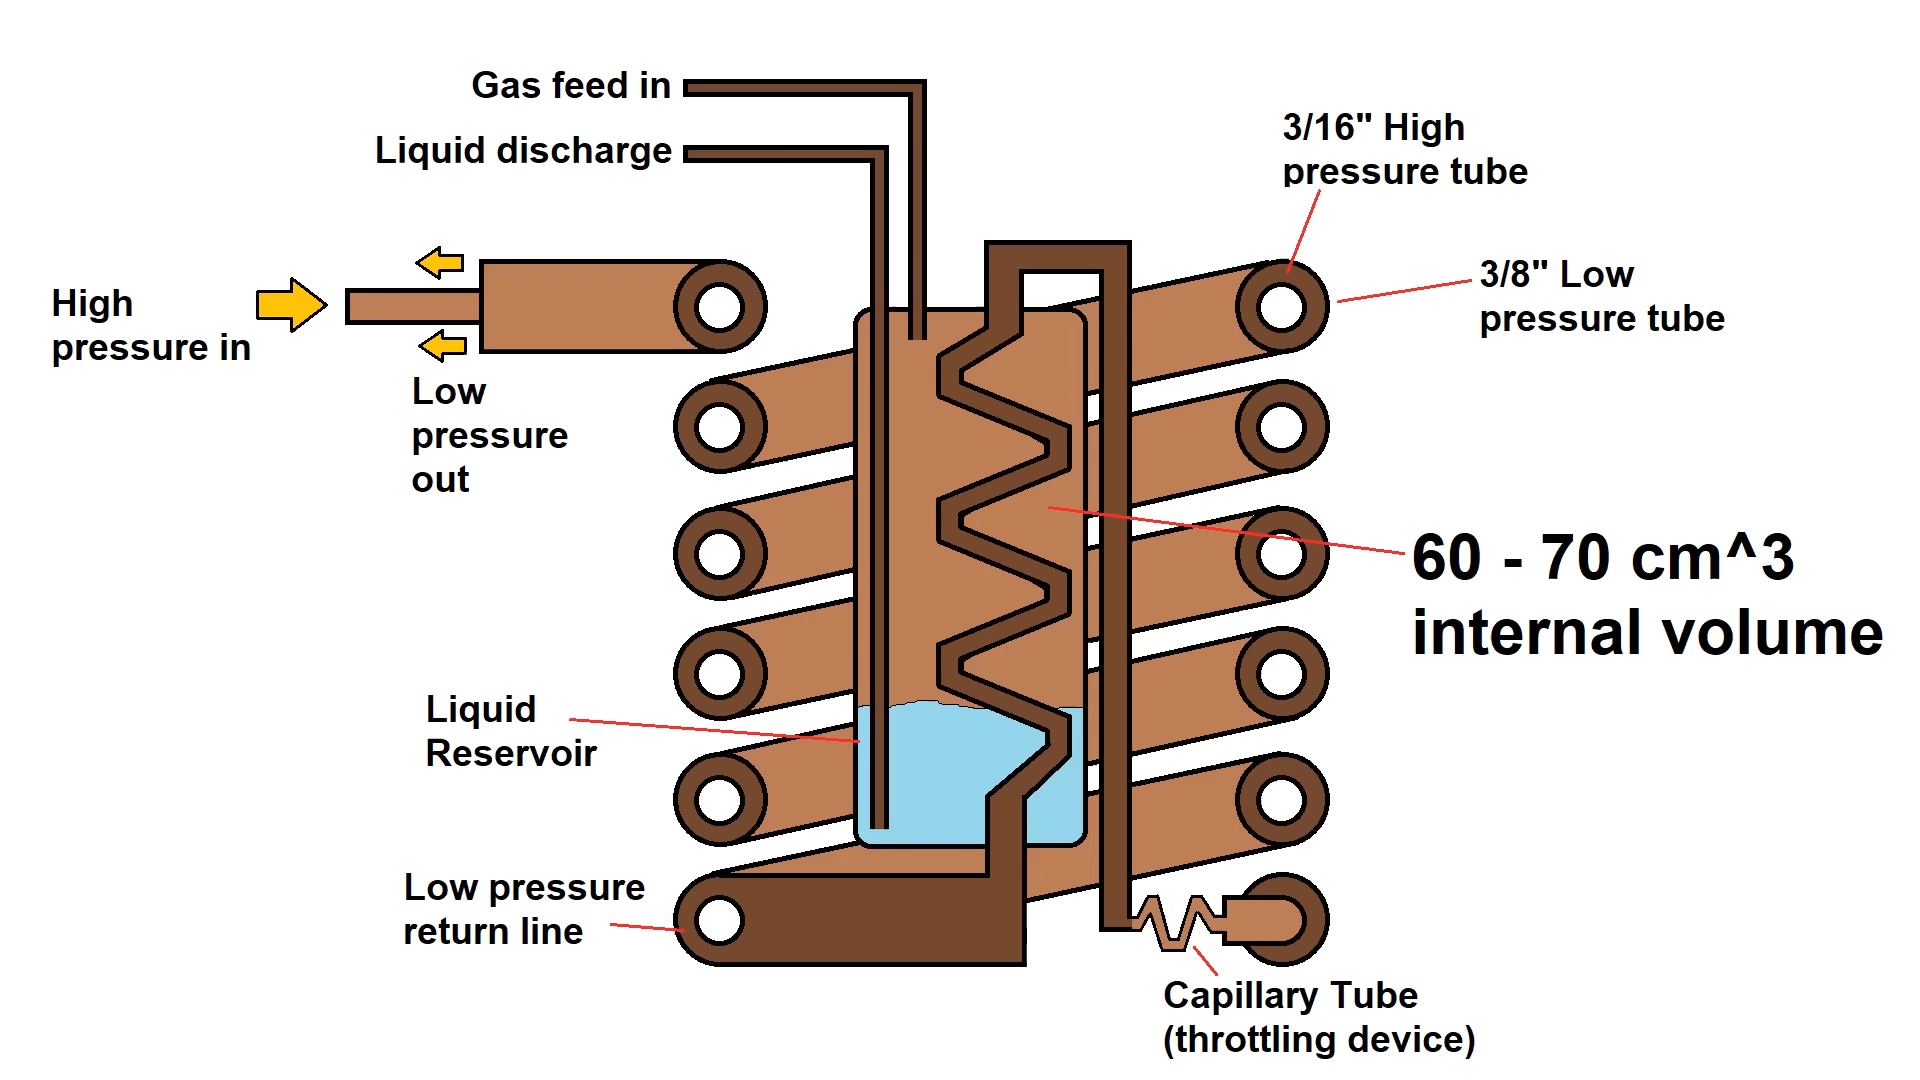 Gas feed in
Liquid discharge
High
pressure in
Low
pressure
out
3/16" High
pressure tube
3/8" Low
pressure tube
60 - 70 cm^3
internal volume
Liquid
Reservoir
Low pressure
return line
Capillary Tube
(throttling device)